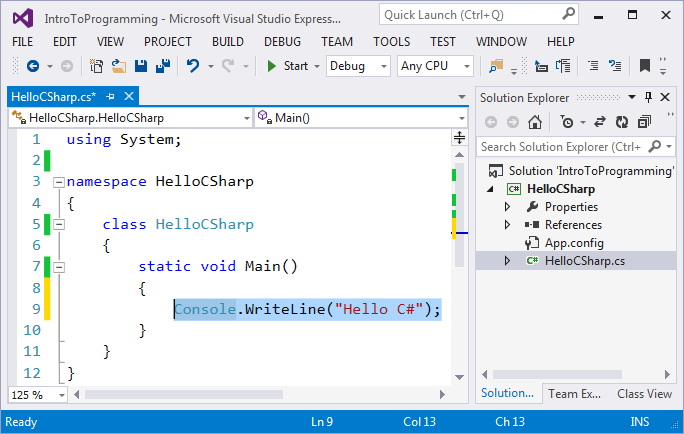 IntroToProgramming - Microsoft Visual Studio Express...
Quick Launch (Ctrl+Q)
FILE EDIT VIEW PROJECT BUILD DEBUG TEAM TOOLS TEST WINDOW HELP
Start Debug Any CPU
HelloCSharp.cs*
HelloCSharp.HelloCSharp Main()
1 using System;
2
3 namespace HelloCSharp
4 {
5 class HelloCSharp
6 {
7 static void Main()
8 {
9 Console.WriteLine("Hello C#");
10 }
11 }
12 }
125 %
Solution Explorer
Search Solution Explorer (Ctrl+
Solution 'IntroToProgramming'
C# HelloCSharp
Properties
References
App.config
C# HelloCSharp.cs
Solution... Team Ex... Class View
Ready Ln 9 Col 13 Ch 13 INS